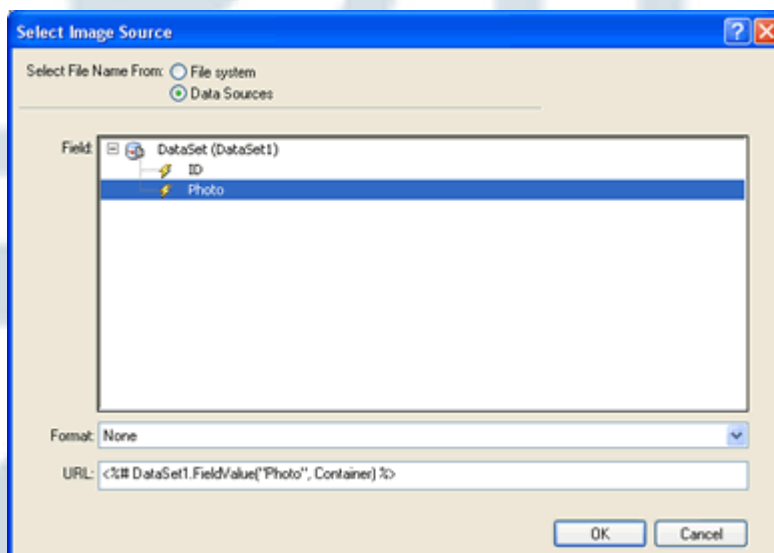 Select Image Source
Select File Name From: File system
Data Sources
Field: DataSet (DataSet1)
ID
Photo
Format: None
URL: <%# DataSet1.FieldValue("Photo", Container) %>
OK Cancel